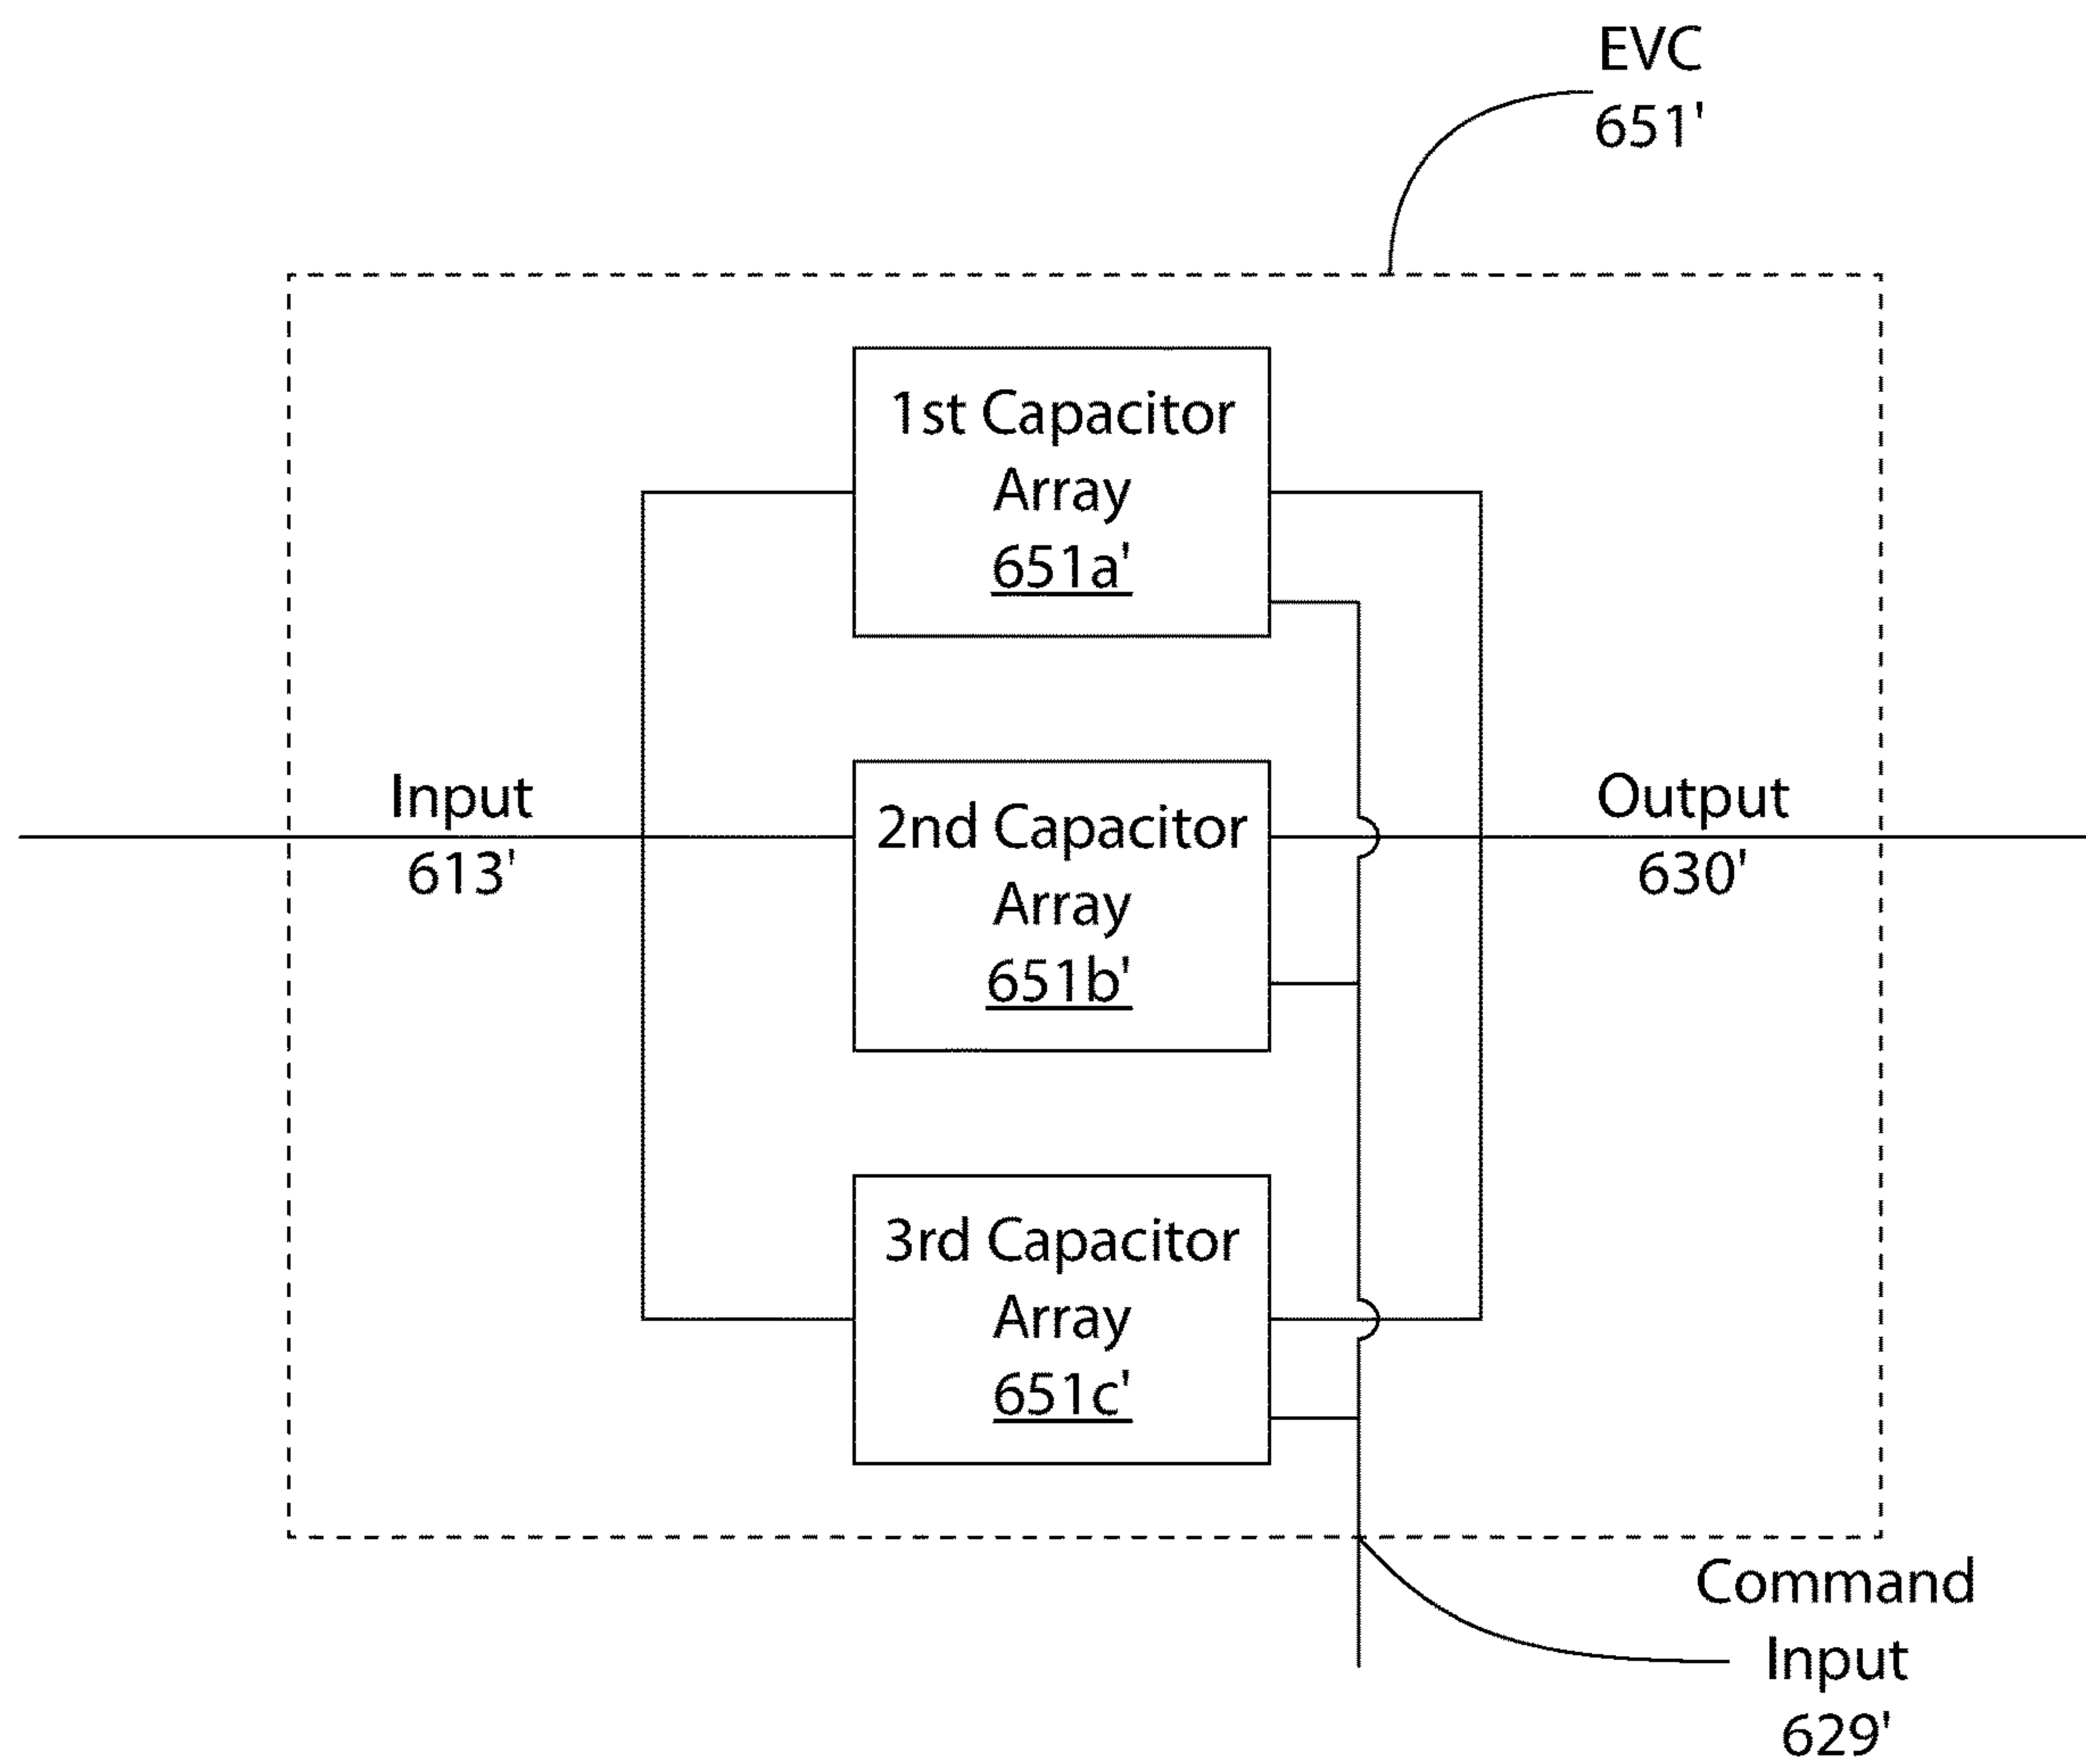 EVC
651'
1st Capacitor
Array
651a'
Input
613'
2nd Capacitor
Array
651b'
Output
630'
3rd Capacitor
Array
651c'
Command
Input
629'